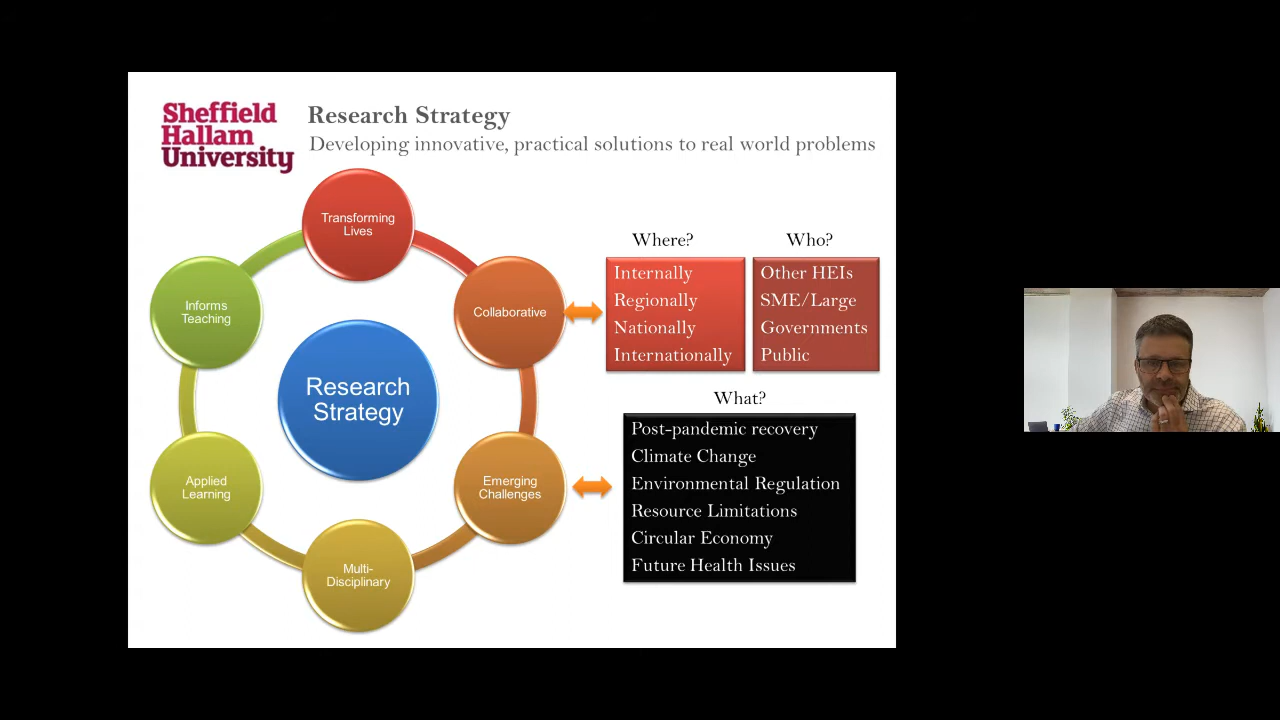 Sheffield
Hallam
University
Research Strategy
Developing innovative, practical solutions to real world problems
Transforming
Lives
Collaborative
Emerging
Challenges
Multi-
Disciplinary
Applied
Learning
Informs
Teaching
Research
Strategy
Where?
Internally
Regionally
Nationally
Internationally
Who?
Other HEIs
SME/Large
Governments
Public
What?
Post-pandemic recovery
Climate Change
Environmental Regulation
Resource Limitations
Circular Economy
Future Health Issues